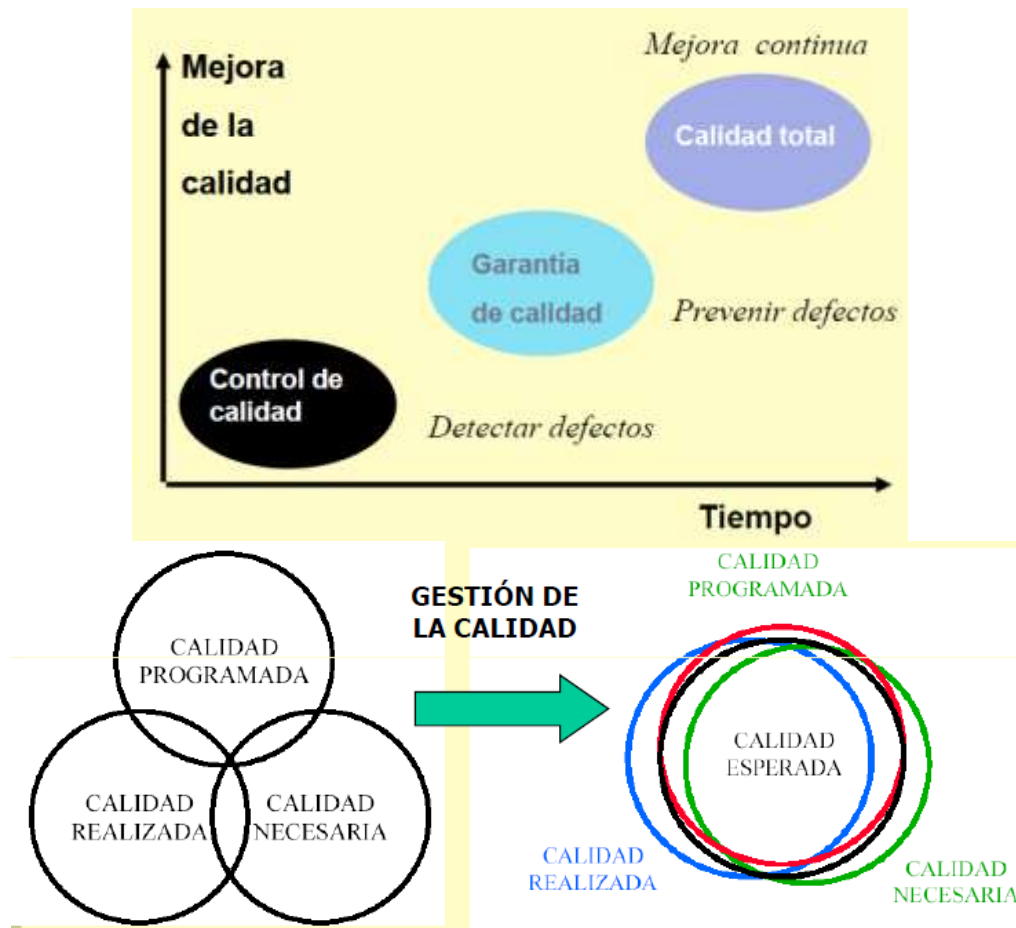 Mejora continua
Mejora
de la
calidad
Calidad total
Garantia
de calidad
Prevenir defectos
Control de
calidad
Detectar defectos
Tiempo
GESTIÓN DE
LA CALIDAD
CALIDAD
PROGRAMADA
CALIDAD
REALIZADA
CALIDAD
NECESARIA
CALIDAD
PROGRAMADA
CALIDAD
ESPERADA
CALIDAD
REALIZADA
CALIDAD
NECESARIA